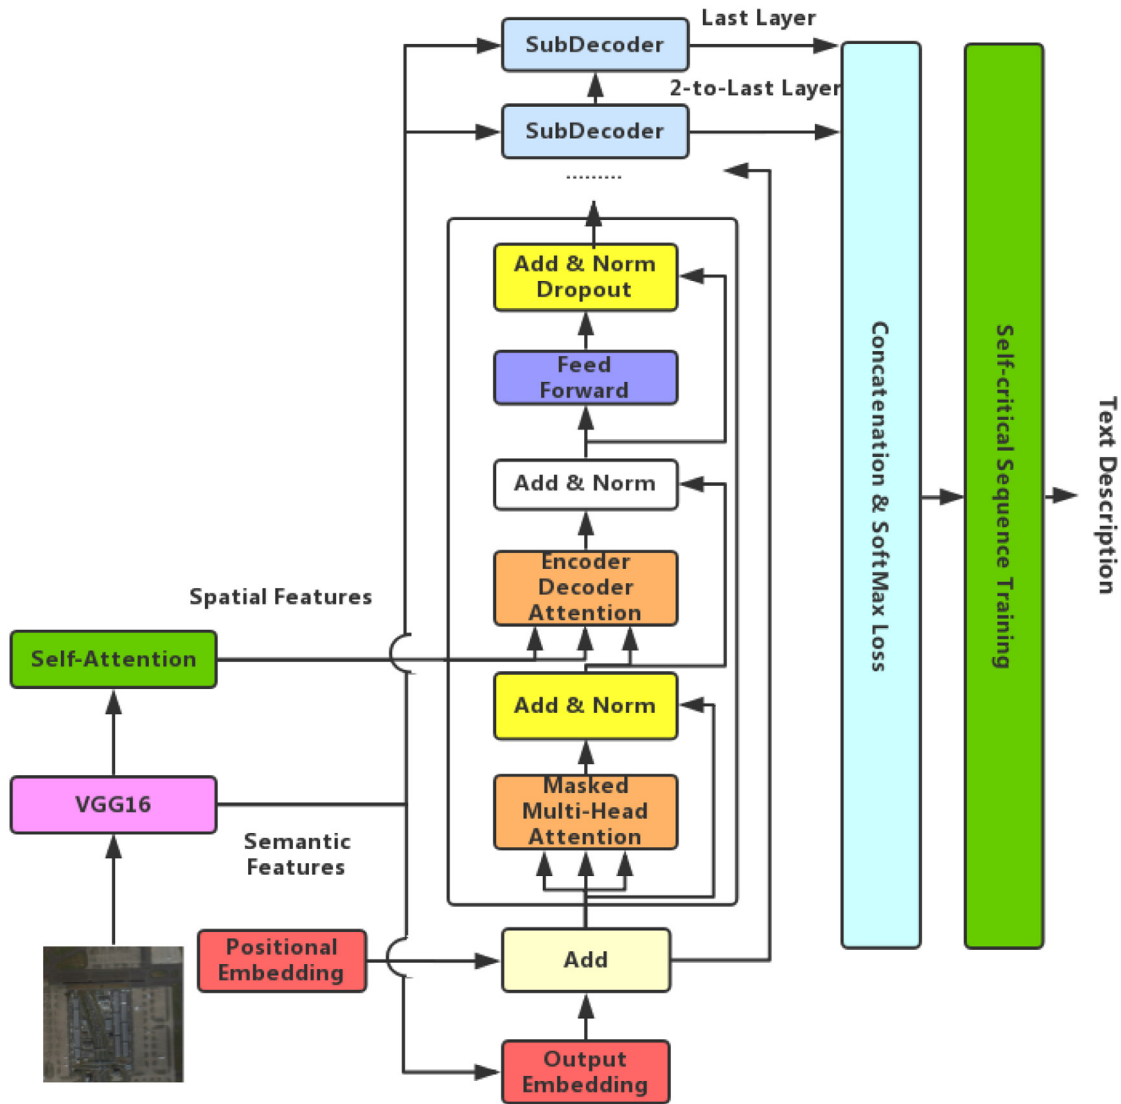 Last Layer
SubDecoder
2-to-Last Layer
SubDecoder
.........
Add & Norm
Dropout
Feed
Forward
Add & Norm
Encoder
Decoder
Attention
Spatial Features
Self-Attention
Add & Norm
VGG16
Masked
Multi-Head
Attention
Semantic
Features
Positional
Embedding
Add
Output
Embedding
Concatenation & SoftMax Loss
Self-critical Sequence Training
Text Description